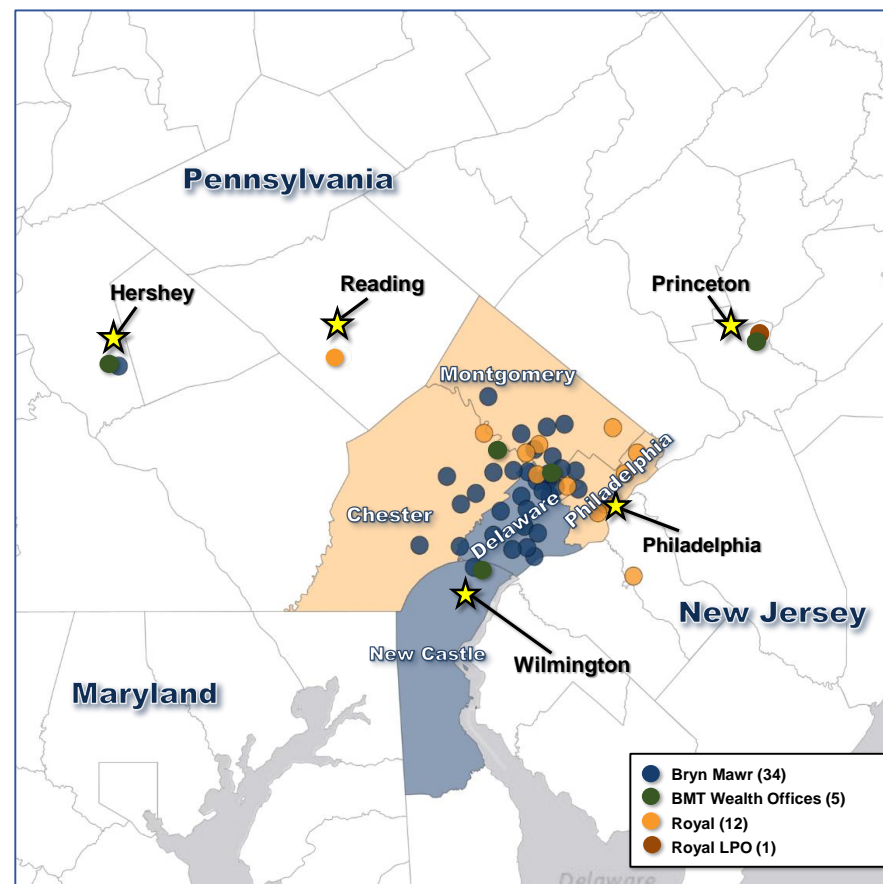 Pennsylvania
Hershey
Reading
Princeton
Montgomery
Chester
Delaware
Philadelphia
Philadelphia
New Jersey
New Castle
Wilmington
Maryland
Bryn Mawr (34)
BMT Wealth Offices (5)
Royal (12)
Royal LPO (1)
Delaware